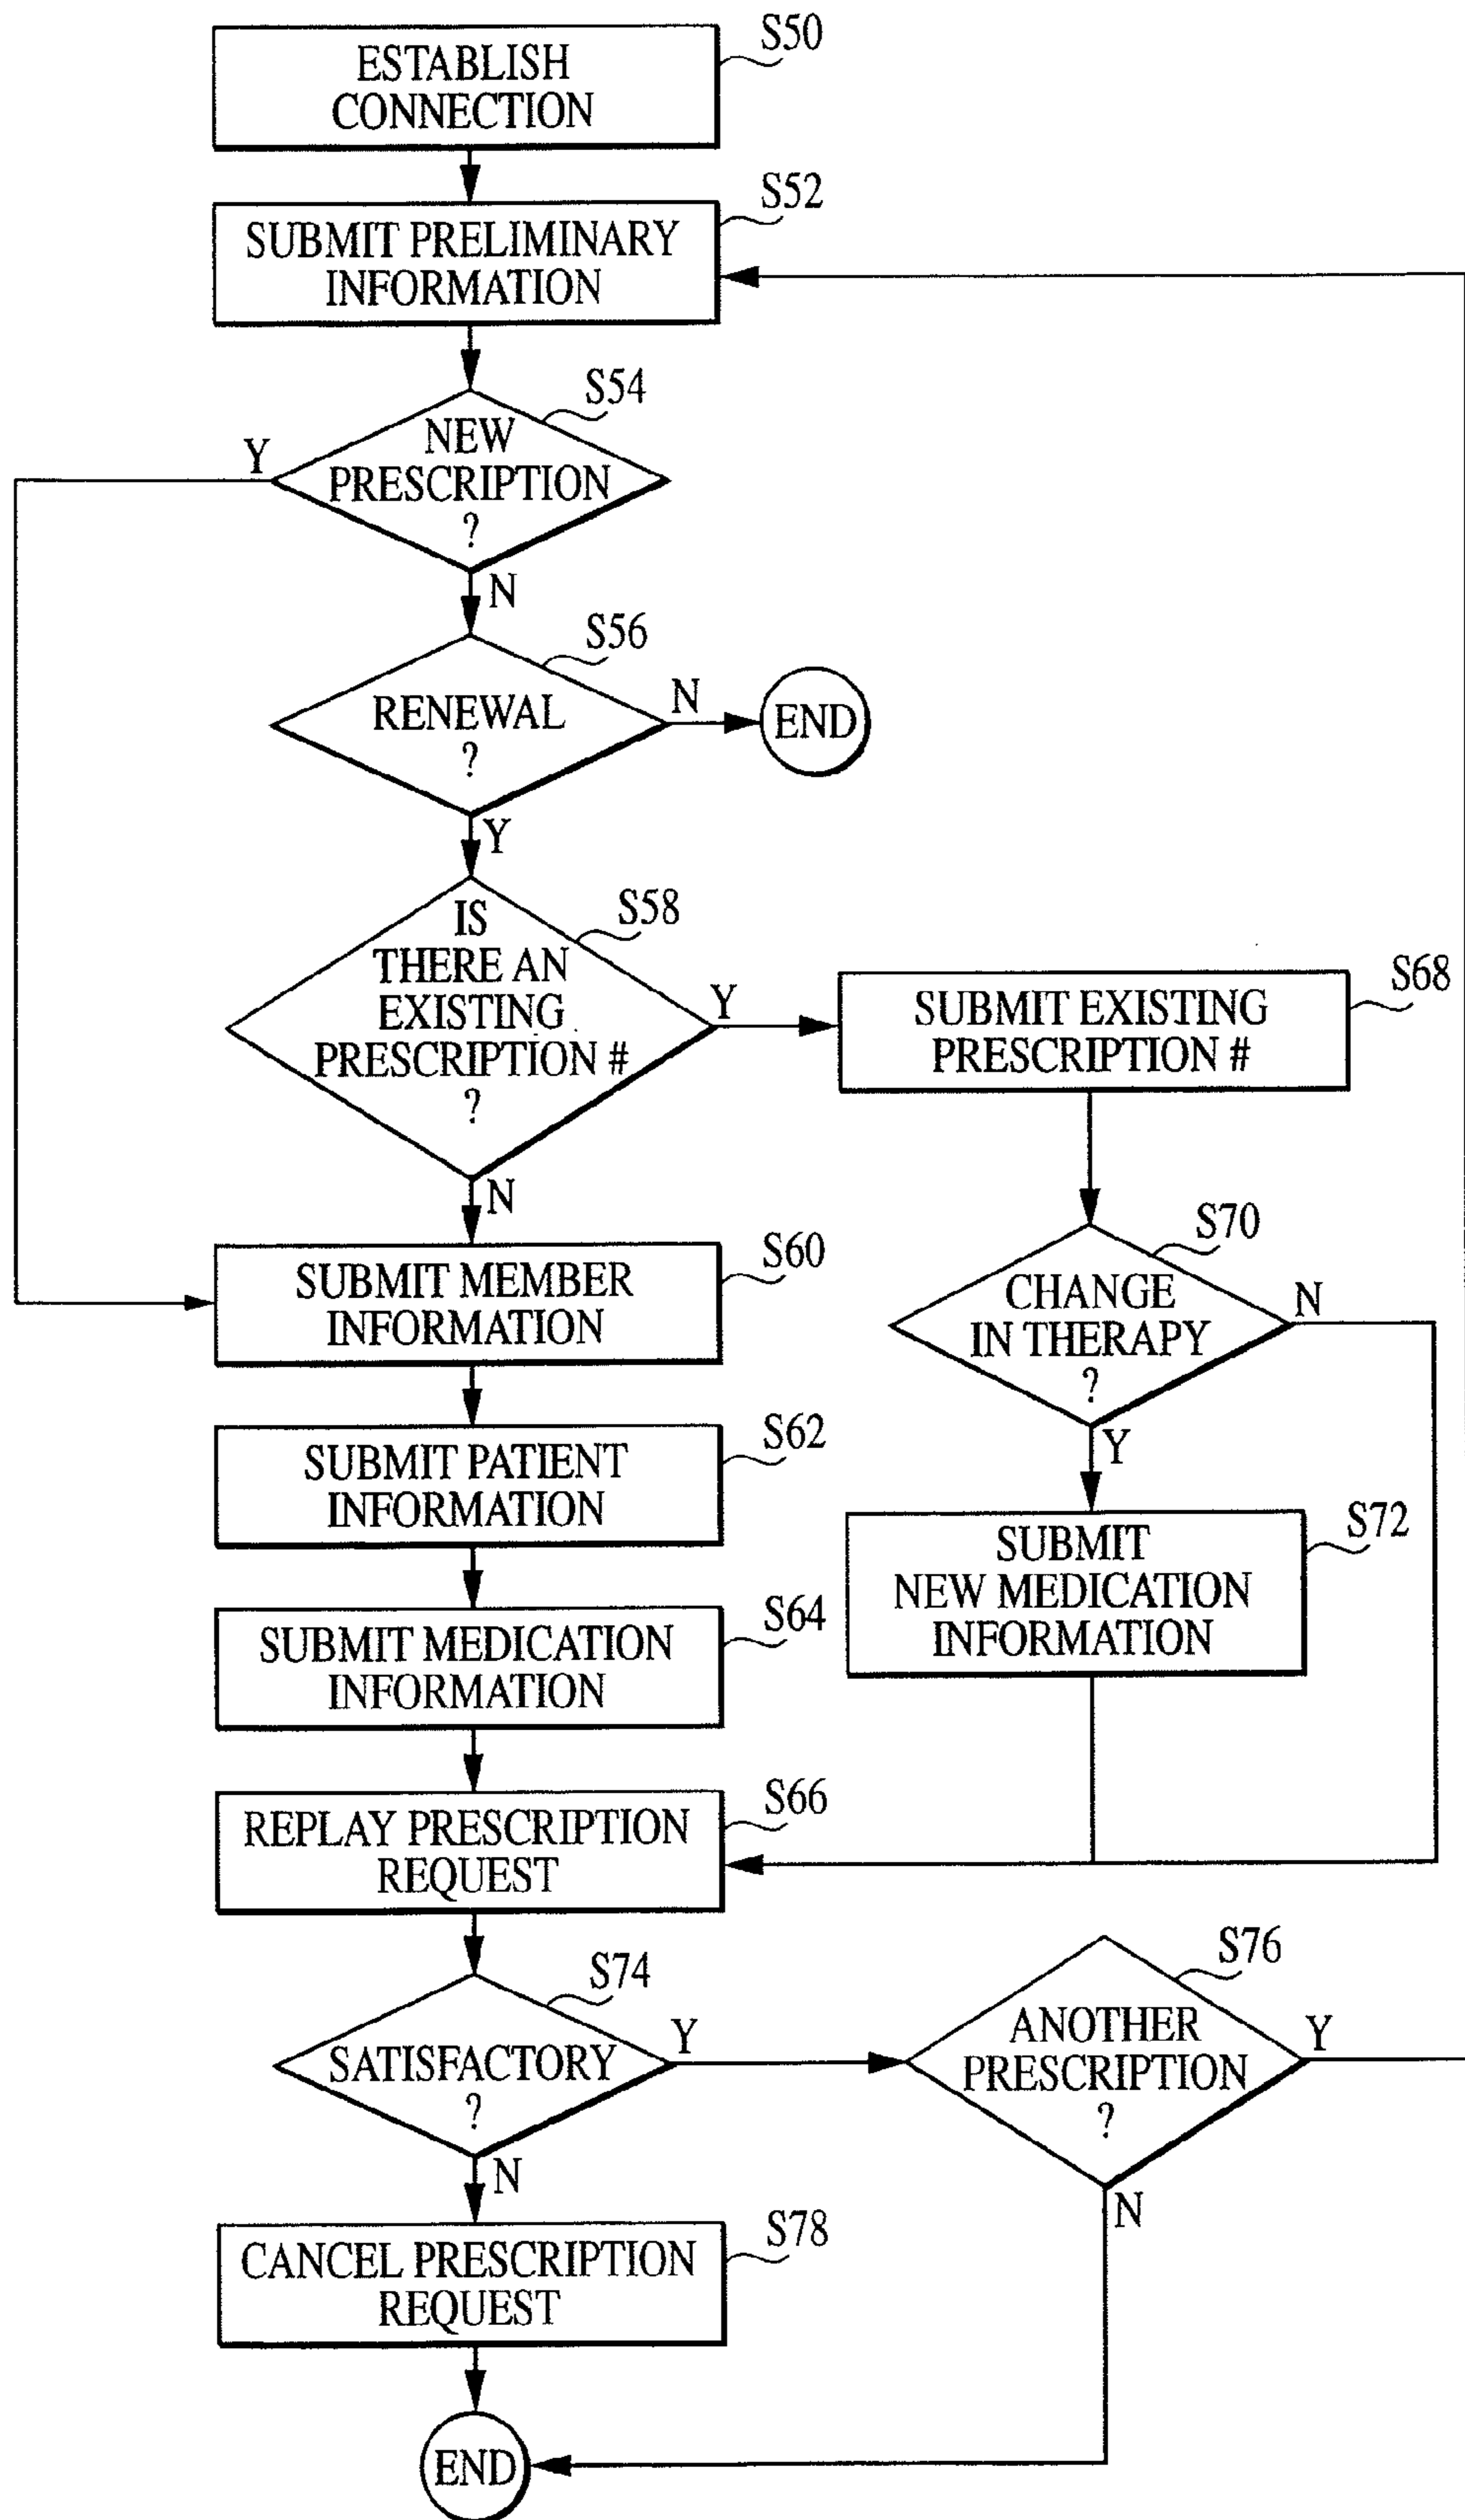 ESTABLISH
CONNECTION
S50
SUBMIT PRELIMINARY
INFORMATION
S52
NEW
PRESCRIPTION
?
S54
Y
N
RENEWAL
?
S56
N
END
Y
IS
THERE AN
EXISTING
PRESCRIPTION #
?
S58
Y
SUBMIT EXISTING
PRESCRIPTION #
S68
N
SUBMIT MEMBER
INFORMATION
S60
CHANGE
IN THERAPY
?
S70
N
Y
SUBMIT PATIENT
INFORMATION
S62
SUBMIT
NEW MEDICATION
INFORMATION
S72
SUBMIT MEDICATION
INFORMATION
S64
REPLAY PRESCRIPTION
REQUEST
S66
SATISFACTORY
?
S74
Y
ANOTHER
PRESCRIPTION
?
S76
Y
N
N
CANCEL PRESCRIPTION
REQUEST
S78
END